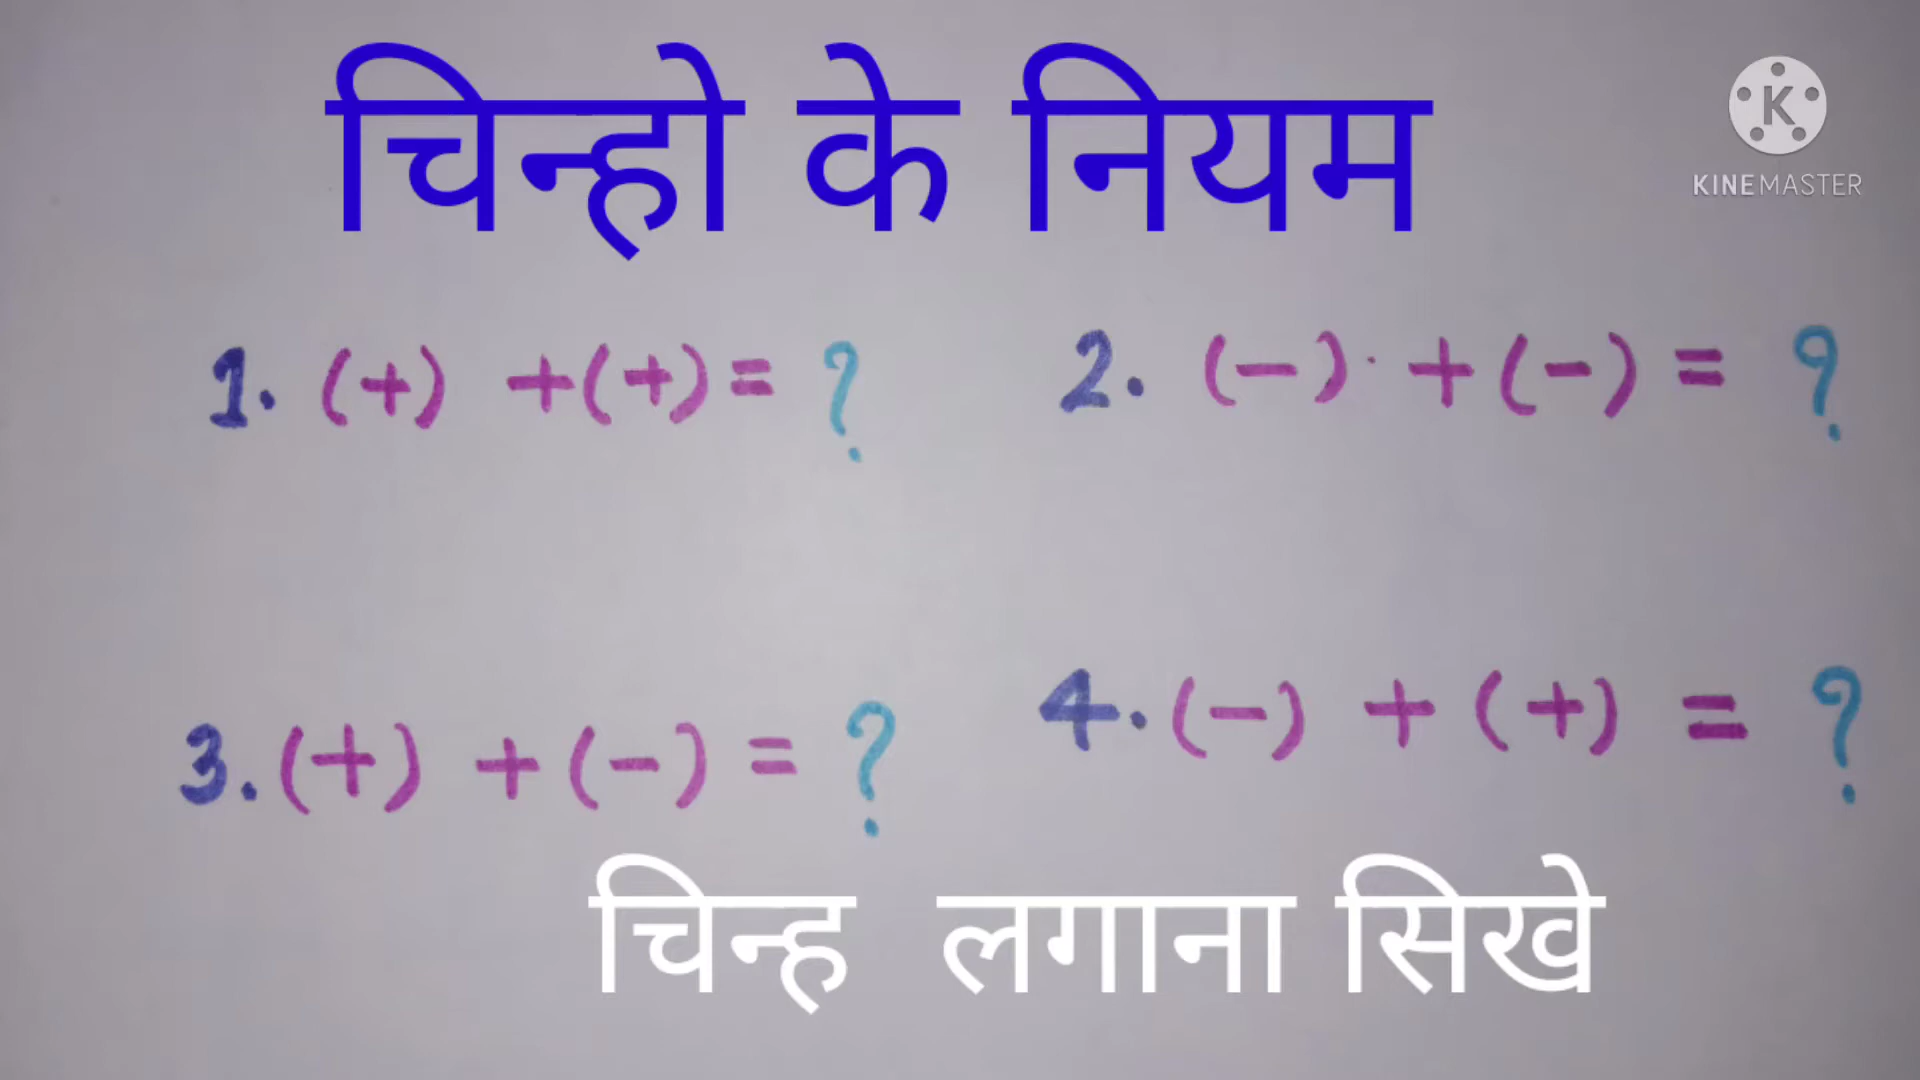 चिन्हो के नियम
KINEMASTER
1. (+) + (+) = ?
2. (-) + (-) = ?
3. (+) + (-) = ?
4. (-) + (+) = ?
चिन्ह लगाना सिखे